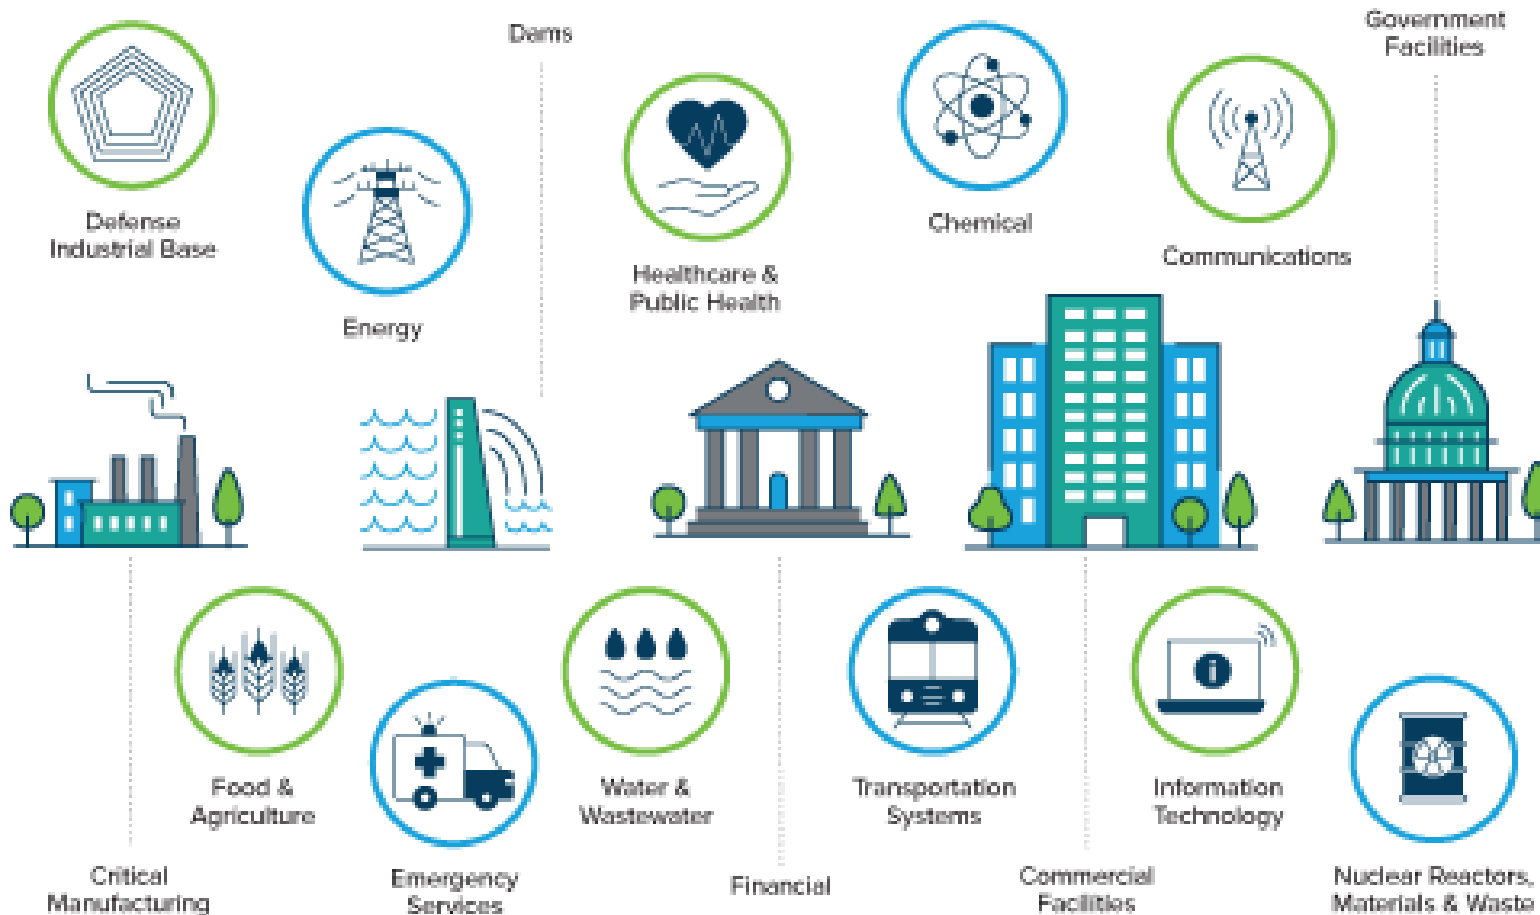 Dams
Government
Facilities
Defense
Industrial Base
Energy
Healthcare &
Public Health
Chemical
Communications
Food &
Agriculture
Water &
Wastewater
Transportation
Systems
Information
Technology
Critical
Manufacturing
Emergency
Services
Financial
Commercial
Facilities
Nuclear Reactors,
Materials & Waste